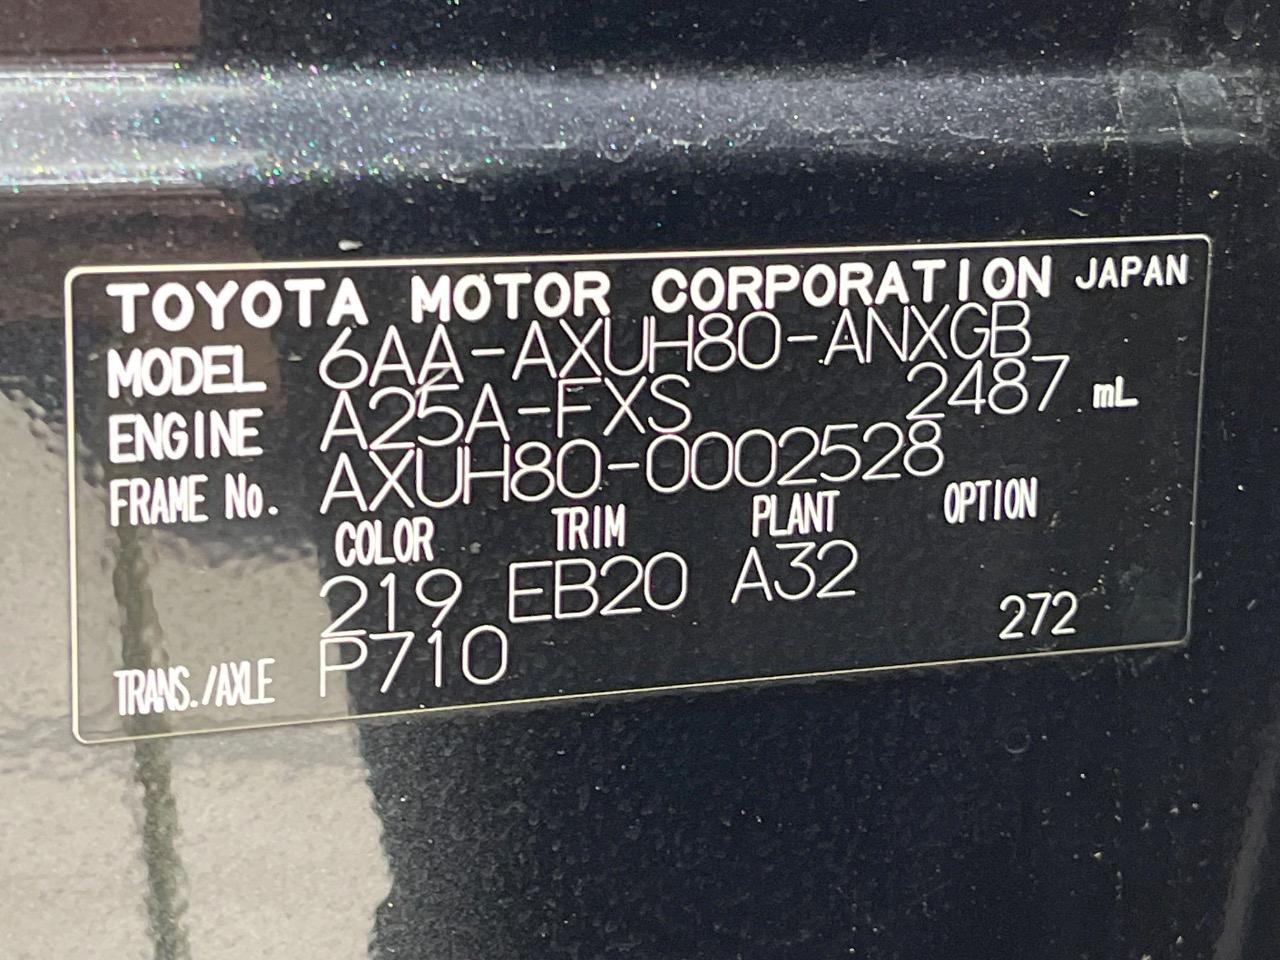 TOYOTA MOTOR CORPORATION JAPAN
MODEL 6AA-AXUH80-ANXGB
ENGINE A25A-FXS 2487 mL
FRAME No. AXUH80-0002528
COLOR TRIM PLANT OPTION
219 EB20 A32
272
TRANS./AXLE P710